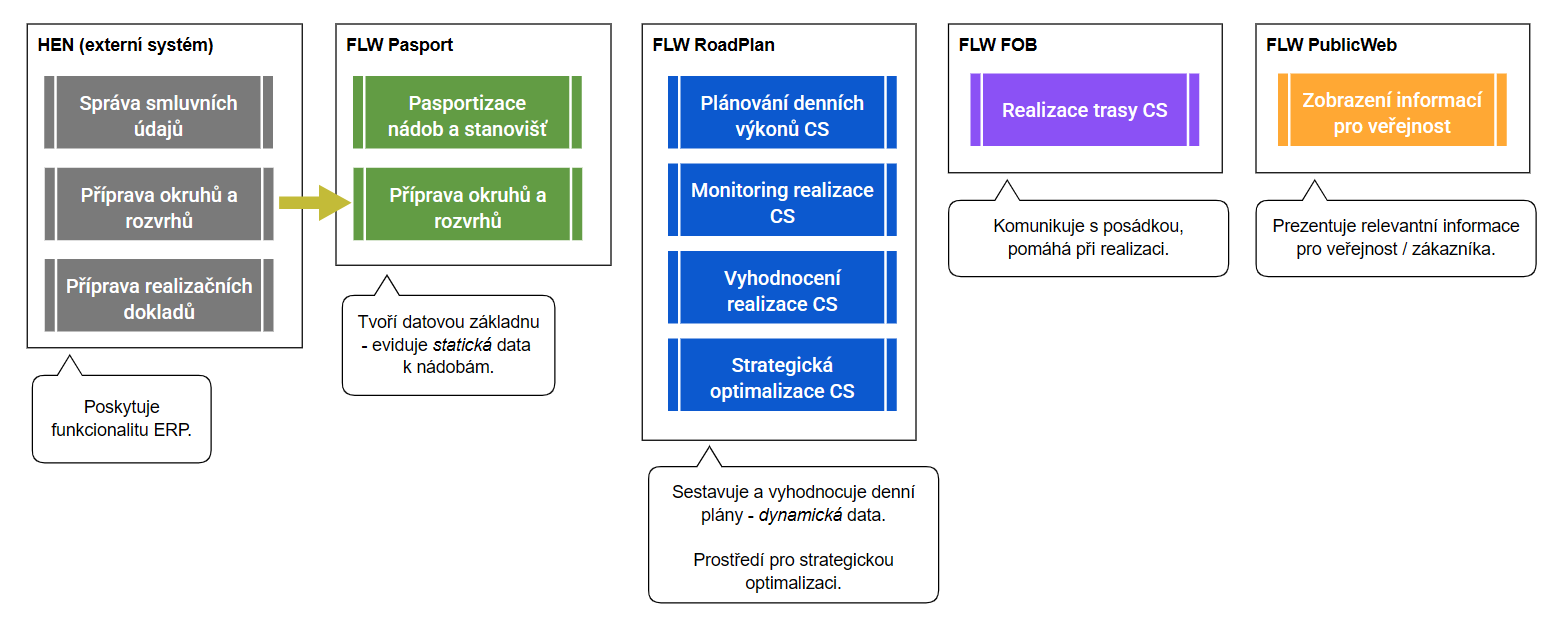 HEN (externí systém)
Správa smluvních
údajů
Příprava okruhů a
rozvrhů
Příprava realizačních
dokladů
Poskytuje
funkcionalitu ERP.
FLW Pasport
Pasportizace
nádob a stanovišť
Příprava okruhů a
rozvrhů
Tvoří datovou základnu
- eviduje statická data
k nádobám.
FLW RoadPlan
Plánování denních
výkonů CS
Monitoring realizace
CS
Vyhodnocení
realizace CS
Strategická
optimalizace CS
Sestavuje a vyhodnocuje denní
plány - dynamická data.
Prostředí pro strategickou
optimalizaci.
FLW FOB
Realizace trasy CS
Komunikuje s posádkou,
pomáhá při realizaci.
FLW PublicWeb
Zobrazení informací
pro veřejnost
Prezentuje relevantní informace
pro veřejnost / zákazníka.